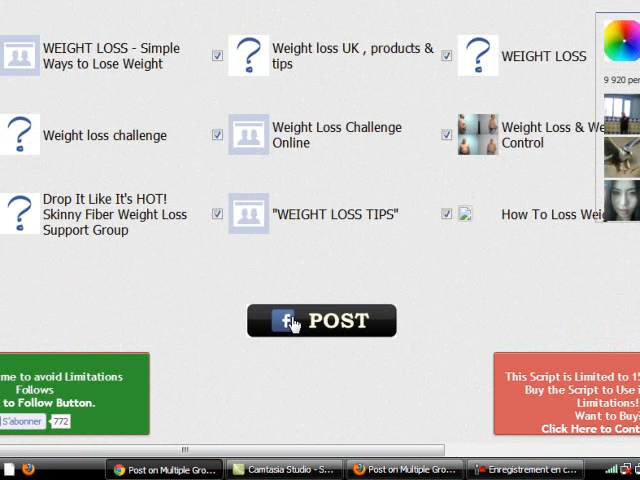 WEIGHT LOSS - Simple
Ways to Lose Weight
Weight loss UK , products &
tips
WEIGHT LOSS
9 920 per
Weight loss challenge
Weight Loss Challenge
Online
Weight Loss & We
Control
Drop It Like It's HOT!
Skinny Fiber Weight Loss
Support Group
"WEIGHT LOSS TIPS"
How To Loss Weig
f POST
me to avoid Limitations
Follows
to Follow Button.
S'abonner 772
This Script is Limited to 15
Buy the Script to Use i
Limitations!
Want to Buy?
Click Here to Cont
Post on Multiple Gro...
Camtasia Studio - S...
Post on Multiple Gro...
Enregistrement en c...